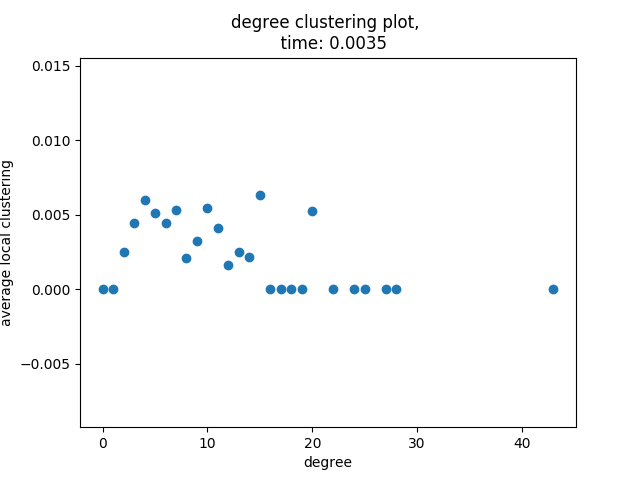 degree clustering plot,
time: 0.0035
0.015
0.010
0.005
0.000
−0.005
average local clustering
0
10
20
30
40
degree